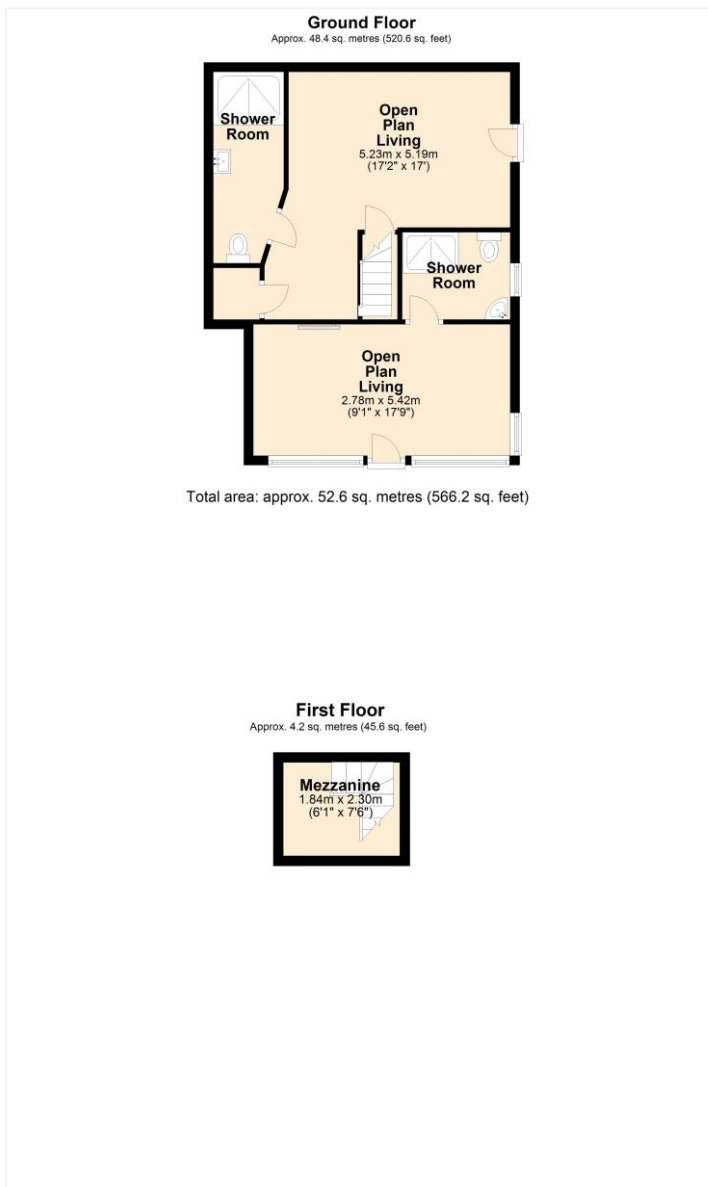 Ground Floor
Approx. 48.4 sq. metres (520.6 sq. feet)
Shower
Room
Open
Plan
Living
5.23m x 5.19m
(17'2" x 17')
Shower
Room
Open
Plan
Living
2.78m x 5.42m
(9'1" x 17'9")
Total area: approx. 52.6 sq. metres (566.2 sq. feet)
First Floor
Approx. 4.2 sq. metres (45.6 sq. feet)
Mezzanine
1.84m x 2.30m
(6'1" x 7'6")